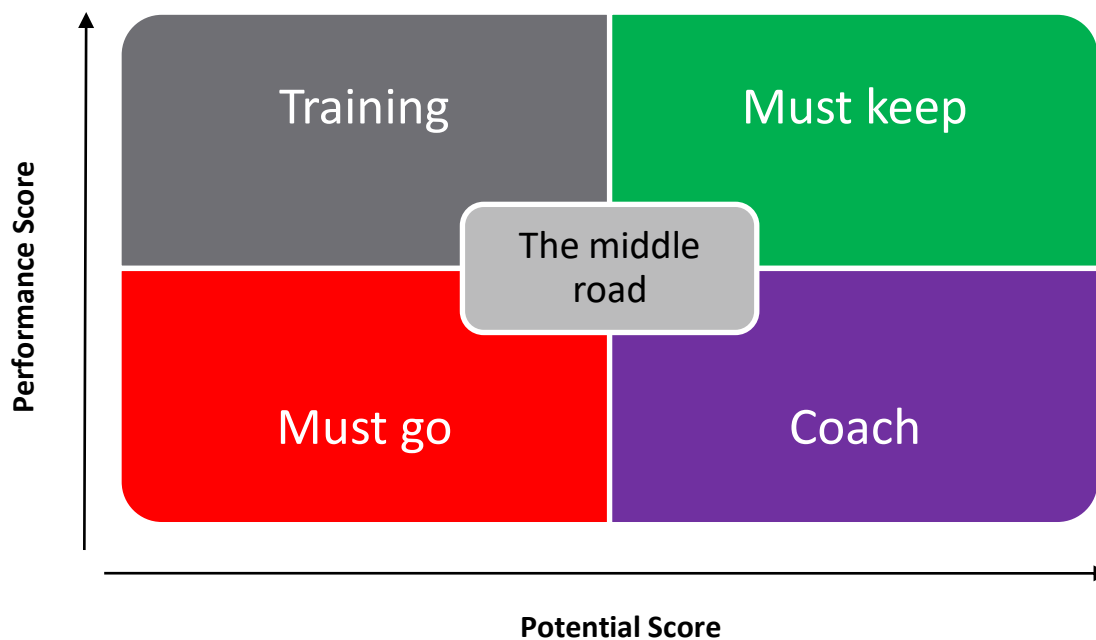 Training
Must keep
The middle
road
Must go
Coach
Performance Score
Potential Score